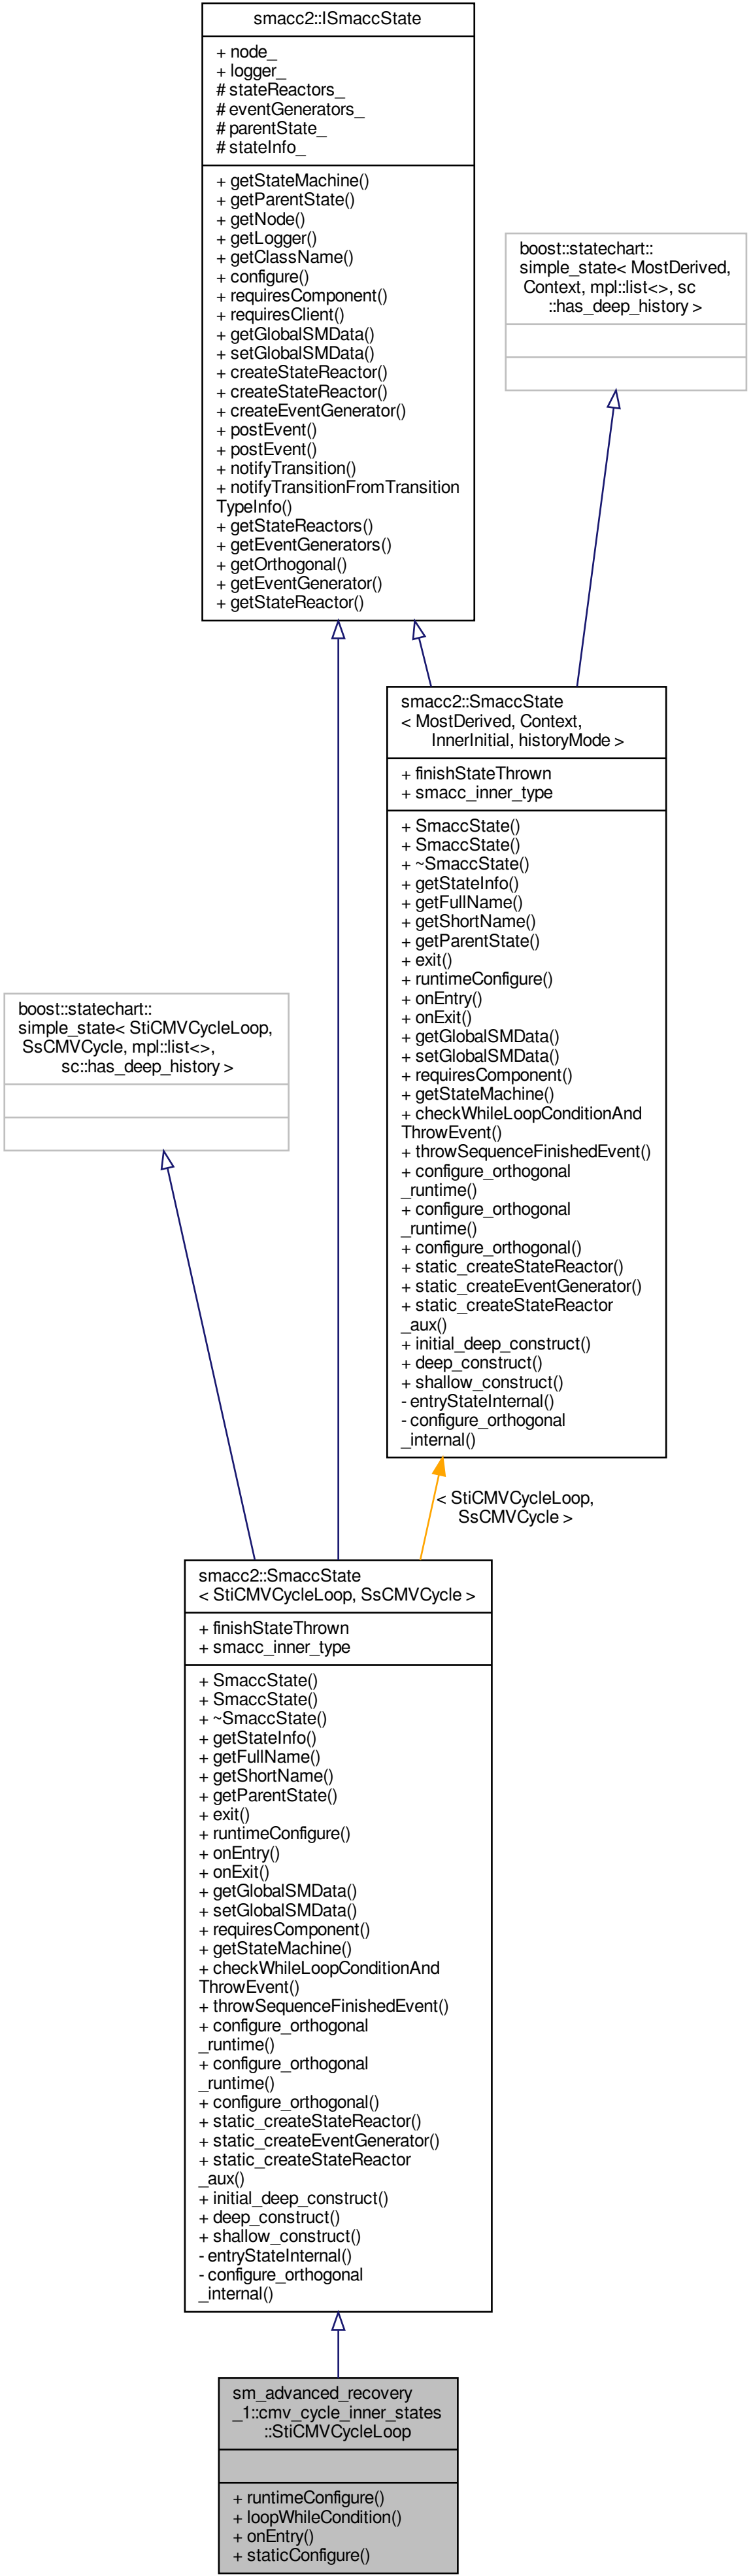 smacc2::ISmaccState
+ node_
+ logger_
# stateReactors_
# eventGenerators_
# parentState_
# stateInfo_
+ getStateMachine()
+ getParentState()
+ getNode()
+ getLogger()
+ getClassName()
+ configure()
+ requiresComponent()
+ requiresClient()
+ getGlobalSMData()
+ setGlobalSMData()
+ createStateReactor()
+ createStateReactor()
+ createEventGenerator()
+ postEvent()
+ postEvent()
+ notifyTransition()
+ notifyTransitionFromTransition
TypeInfo()
+ getStateReactors()
+ getEventGenerators()
+ getOrthogonal()
+ getEventGenerator()
+ getStateReactor()
boost::statechart::
simple_state< MostDerived,
Context, mpl::list<>, sc
::has_deep_history >
smacc2::SmaccState
< MostDerived, Context,
InnerInitial, historyMode >
+ finishStateThrown
+ smacc_inner_type
+ SmaccState()
+ SmaccState()
+ ~SmaccState()
+ getStateInfo()
+ getFullName()
+ getShortName()
+ getParentState()
+ exit()
+ runtimeConfigure()
+ onEntry()
+ onExit()
+ getGlobalSMData()
+ setGlobalSMData()
+ requiresComponent()
+ getStateMachine()
+ checkWhileLoopConditionAnd
ThrowEvent()
+ throwSequenceFinishedEvent()
+ configure_orthogonal
_runtime()
+ configure_orthogonal
_runtime()
+ configure_orthogonal()
+ static_createStateReactor()
+ static_createEventGenerator()
+ static_createStateReactor
_aux()
+ initial_deep_construct()
+ deep_construct()
+ shallow_construct()
- entryStateInternal()
- configure_orthogonal
_internal()
boost::statechart::
simple_state< StiCMVCycleLoop,
SsCMVCycle, mpl::list<>,
sc::has_deep_history >
< StiCMVCycleLoop,
SsCMVCycle >
smacc2::SmaccState
< StiCMVCycleLoop, SsCMVCycle >
+ finishStateThrown
+ smacc_inner_type
+ SmaccState()
+ SmaccState()
+ ~SmaccState()
+ getStateInfo()
+ getFullName()
+ getShortName()
+ getParentState()
+ exit()
+ runtimeConfigure()
+ onEntry()
+ onExit()
+ getGlobalSMData()
+ setGlobalSMData()
+ requiresComponent()
+ getStateMachine()
+ checkWhileLoopConditionAnd
ThrowEvent()
+ throwSequenceFinishedEvent()
+ configure_orthogonal
_runtime()
+ configure_orthogonal
_runtime()
+ configure_orthogonal()
+ static_createStateReactor()
+ static_createEventGenerator()
+ static_createStateReactor
_aux()
+ initial_deep_construct()
+ deep_construct()
+ shallow_construct()
- entryStateInternal()
- configure_orthogonal
_internal()
sm_advanced_recovery
_1::cmv_cycle_inner_states
::StiCMVCycleLoop
+ runtimeConfigure()
+ loopWhileCondition()
+ onEntry()
+ staticConfigure()